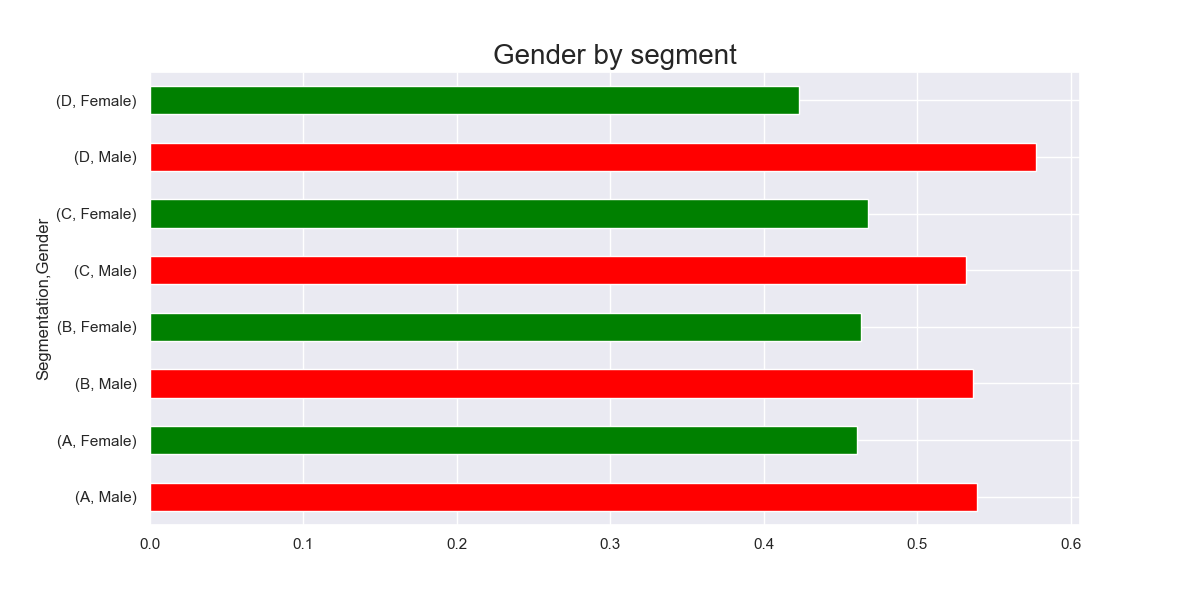 Gender by segment
Segmentation,Gender
(D, Female)
(D, Male)
(C, Female)
(C, Male)
(B, Female)
(B, Male)
(A, Female)
(A, Male)
0.0 0.1 0.2 0.3 0.4 0.5 0.6